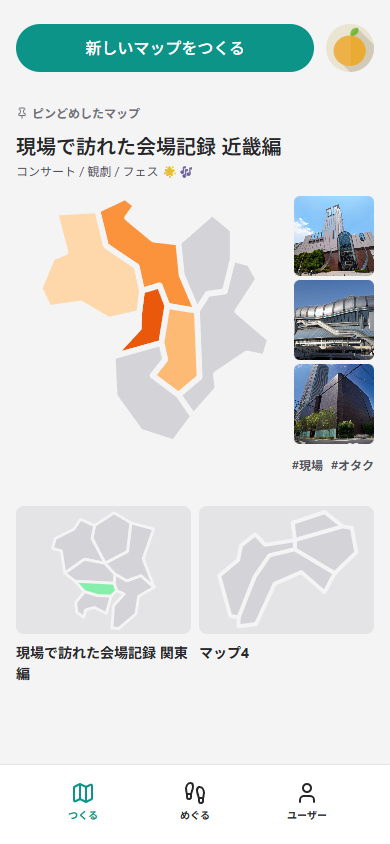 新しいマップをつくる
ピンどめしたマップ
現場で訪れた会場記録 近畿編
コンサート / 観劇 / フェス ☀️ 🎶
#現場 #オタク
現場で訪れた会場記録 関東
編
マップ4
つくる
めぐる
ユーザー